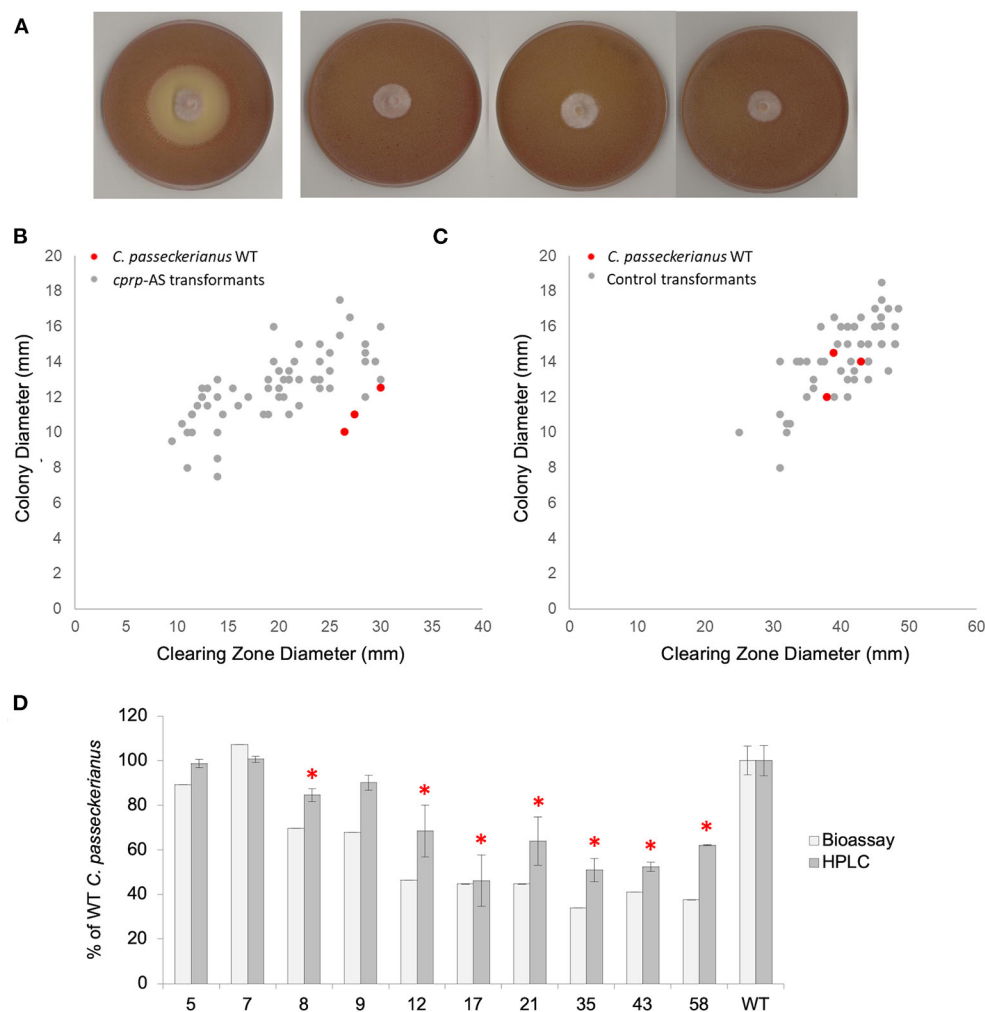 A
B
C
20
18
16
14
12
10
8
6
4
2
0
Colony Diameter (mm)
C. passeckerianus WT
cprp-AS transformants
0 5 10 15 20 25 30 35 40
Clearing Zone Diameter (mm)
20
18
16
14
12
10
8
6
4
2
0
Colony Diameter (mm)
C. passeckerianus WT
Control transformants
0 10 20 30 40 50 60
Clearing Zone Diameter (mm)
D
120
100
80
60
40
20
0
% of WT C. passeckerianus
* * * * * * *
Bioassay
HPLC
5 7 8 9 12 17 21 35 43 58 WT